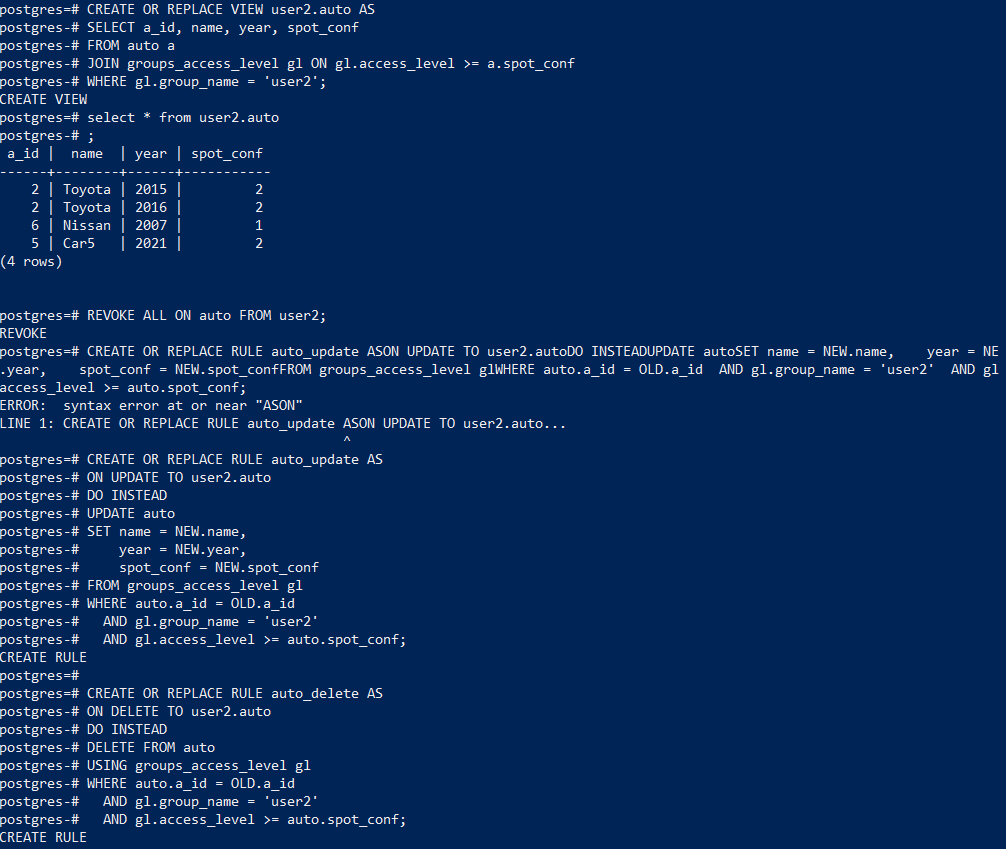 postgres=# CREATE OR REPLACE VIEW user2.auto AS
postgres-# SELECT a_id, name, year, spot_conf
postgres-# FROM auto a
postgres-# JOIN groups_access_level gl ON gl.access_level >= a.spot_conf
postgres-# WHERE gl.group_name = 'user2';
CREATE VIEW
postgres=# select * from user2.auto
postgres-# ;
 a_id |  name  | year | spot_conf
------+--------+------+-----------
    2 | Toyota | 2015 |         2
    2 | Toyota | 2016 |         2
    6 | Nissan | 2007 |         1
    5 | Car5   | 2021 |         2
(4 rows)
postgres=# REVOKE ALL ON auto FROM user2;
REVOKE
postgres=# CREATE OR REPLACE RULE auto_update ASON UPDATE TO user2.autoDO INSTEADUPDATE autoSET name = NEW.name,    year = NE
.year,    spot_conf = NEW.spot_confFROM groups_access_level glWHERE auto.a_id = OLD.a_id  AND gl.group_name = 'user2'  AND gl
access_level >= auto.spot_conf;
ERROR:  syntax error at or near "ASON"
LINE 1: CREATE OR REPLACE RULE auto_update ASON UPDATE TO user2.auto...
                                           ^
postgres=# CREATE OR REPLACE RULE auto_update AS
postgres-# ON UPDATE TO user2.auto
postgres-# DO INSTEAD
postgres-# UPDATE auto
postgres-# SET name = NEW.name,
postgres-#     year = NEW.year,
postgres-#     spot_conf = NEW.spot_conf
postgres-# FROM groups_access_level gl
postgres-# WHERE auto.a_id = OLD.a_id
postgres-#   AND gl.group_name = 'user2'
postgres-#   AND gl.access_level >= auto.spot_conf;
CREATE RULE
postgres=#
postgres=# CREATE OR REPLACE RULE auto_delete AS
postgres-# ON DELETE TO user2.auto
postgres-# DO INSTEAD
postgres-# DELETE FROM auto
postgres-# USING groups_access_level gl
postgres-# WHERE auto.a_id = OLD.a_id
postgres-#   AND gl.group_name = 'user2'
postgres-#   AND gl.access_level >= auto.spot_conf;
CREATE RULE